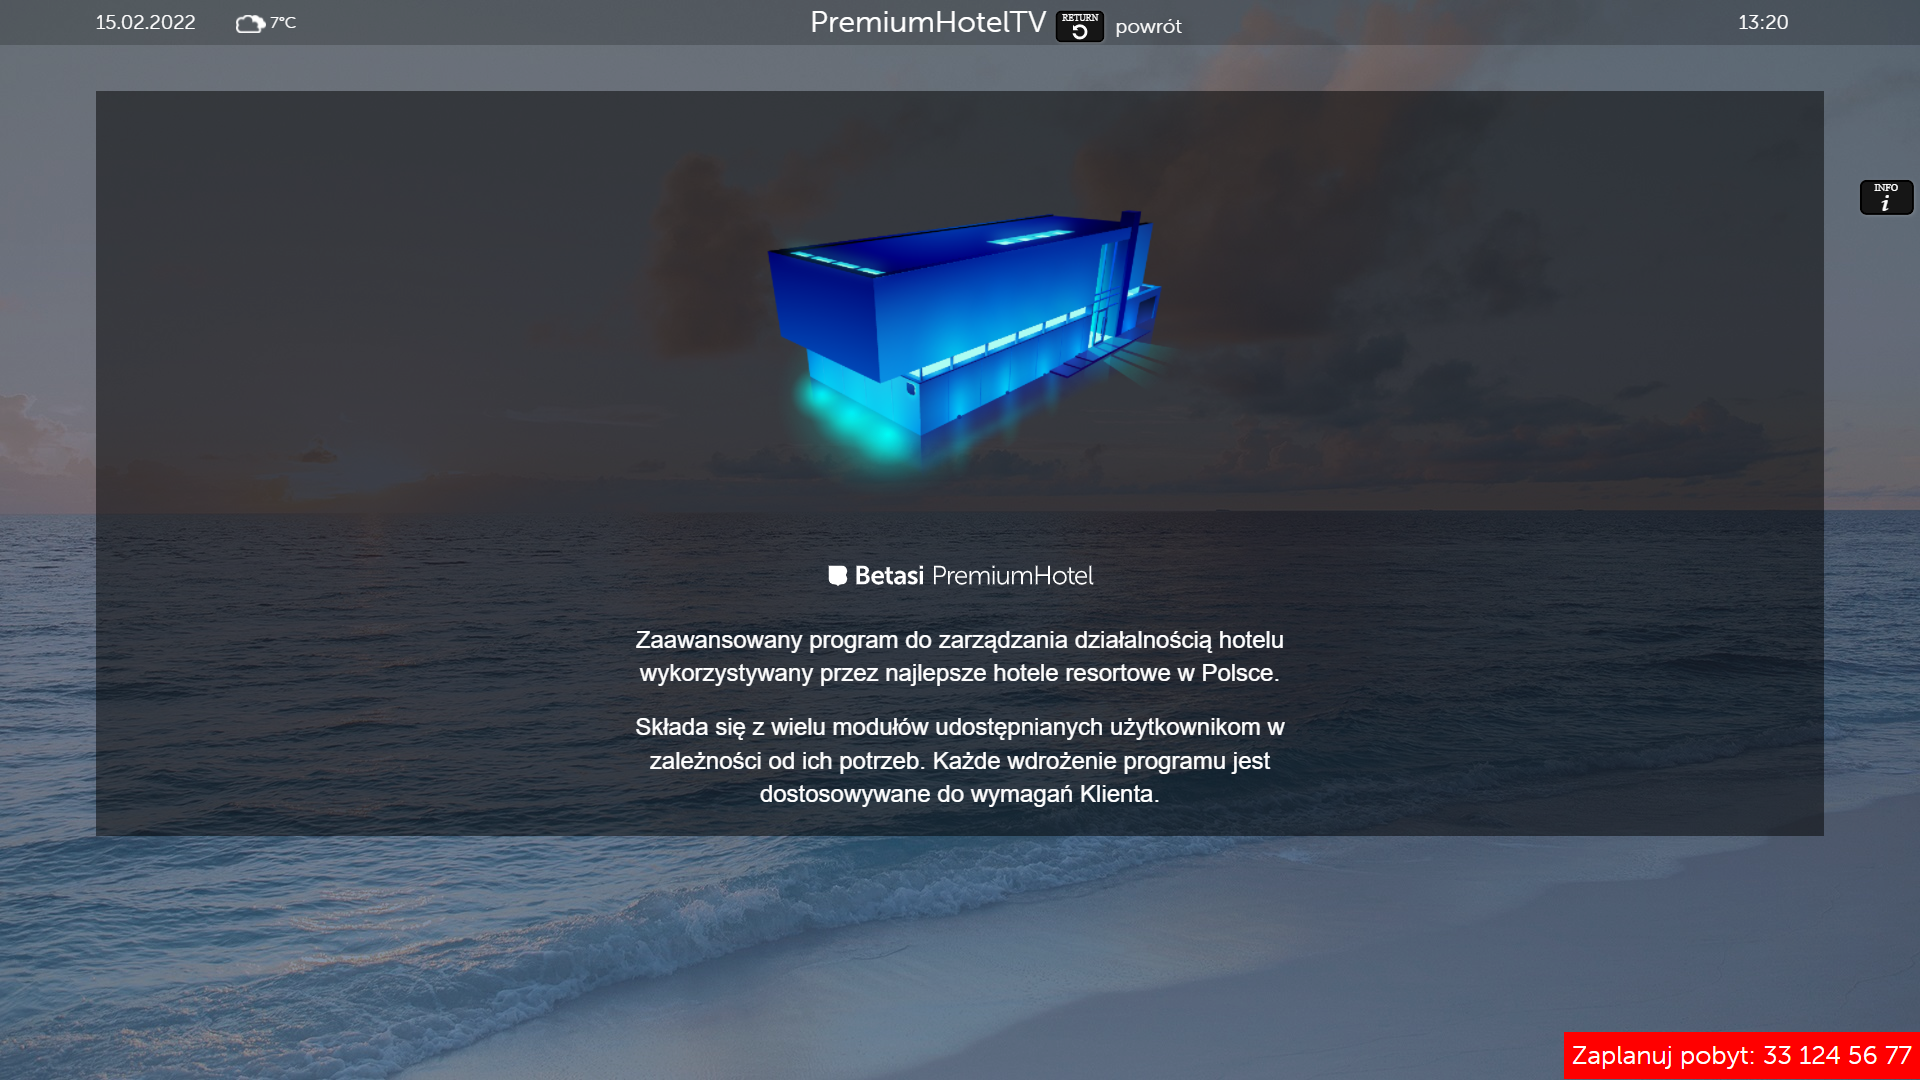 15.02.2022
7°C
PremiumHotelTV
RETURN
powrót
13:20
INFO
i
Betasi PremiumHotel
Zaawansowany program do zarządzania działalnością hotelu
wykorzystywany przez najlepsze hotele resortowe w Polsce.
Składa się z wielu modułów udostępnianych użytkownikom w
zależności od ich potrzeb. Każde wdrożenie programu jest
dostosowywane do wymagań Klienta.
Zaplanuj pobyt: 33 124 56 77